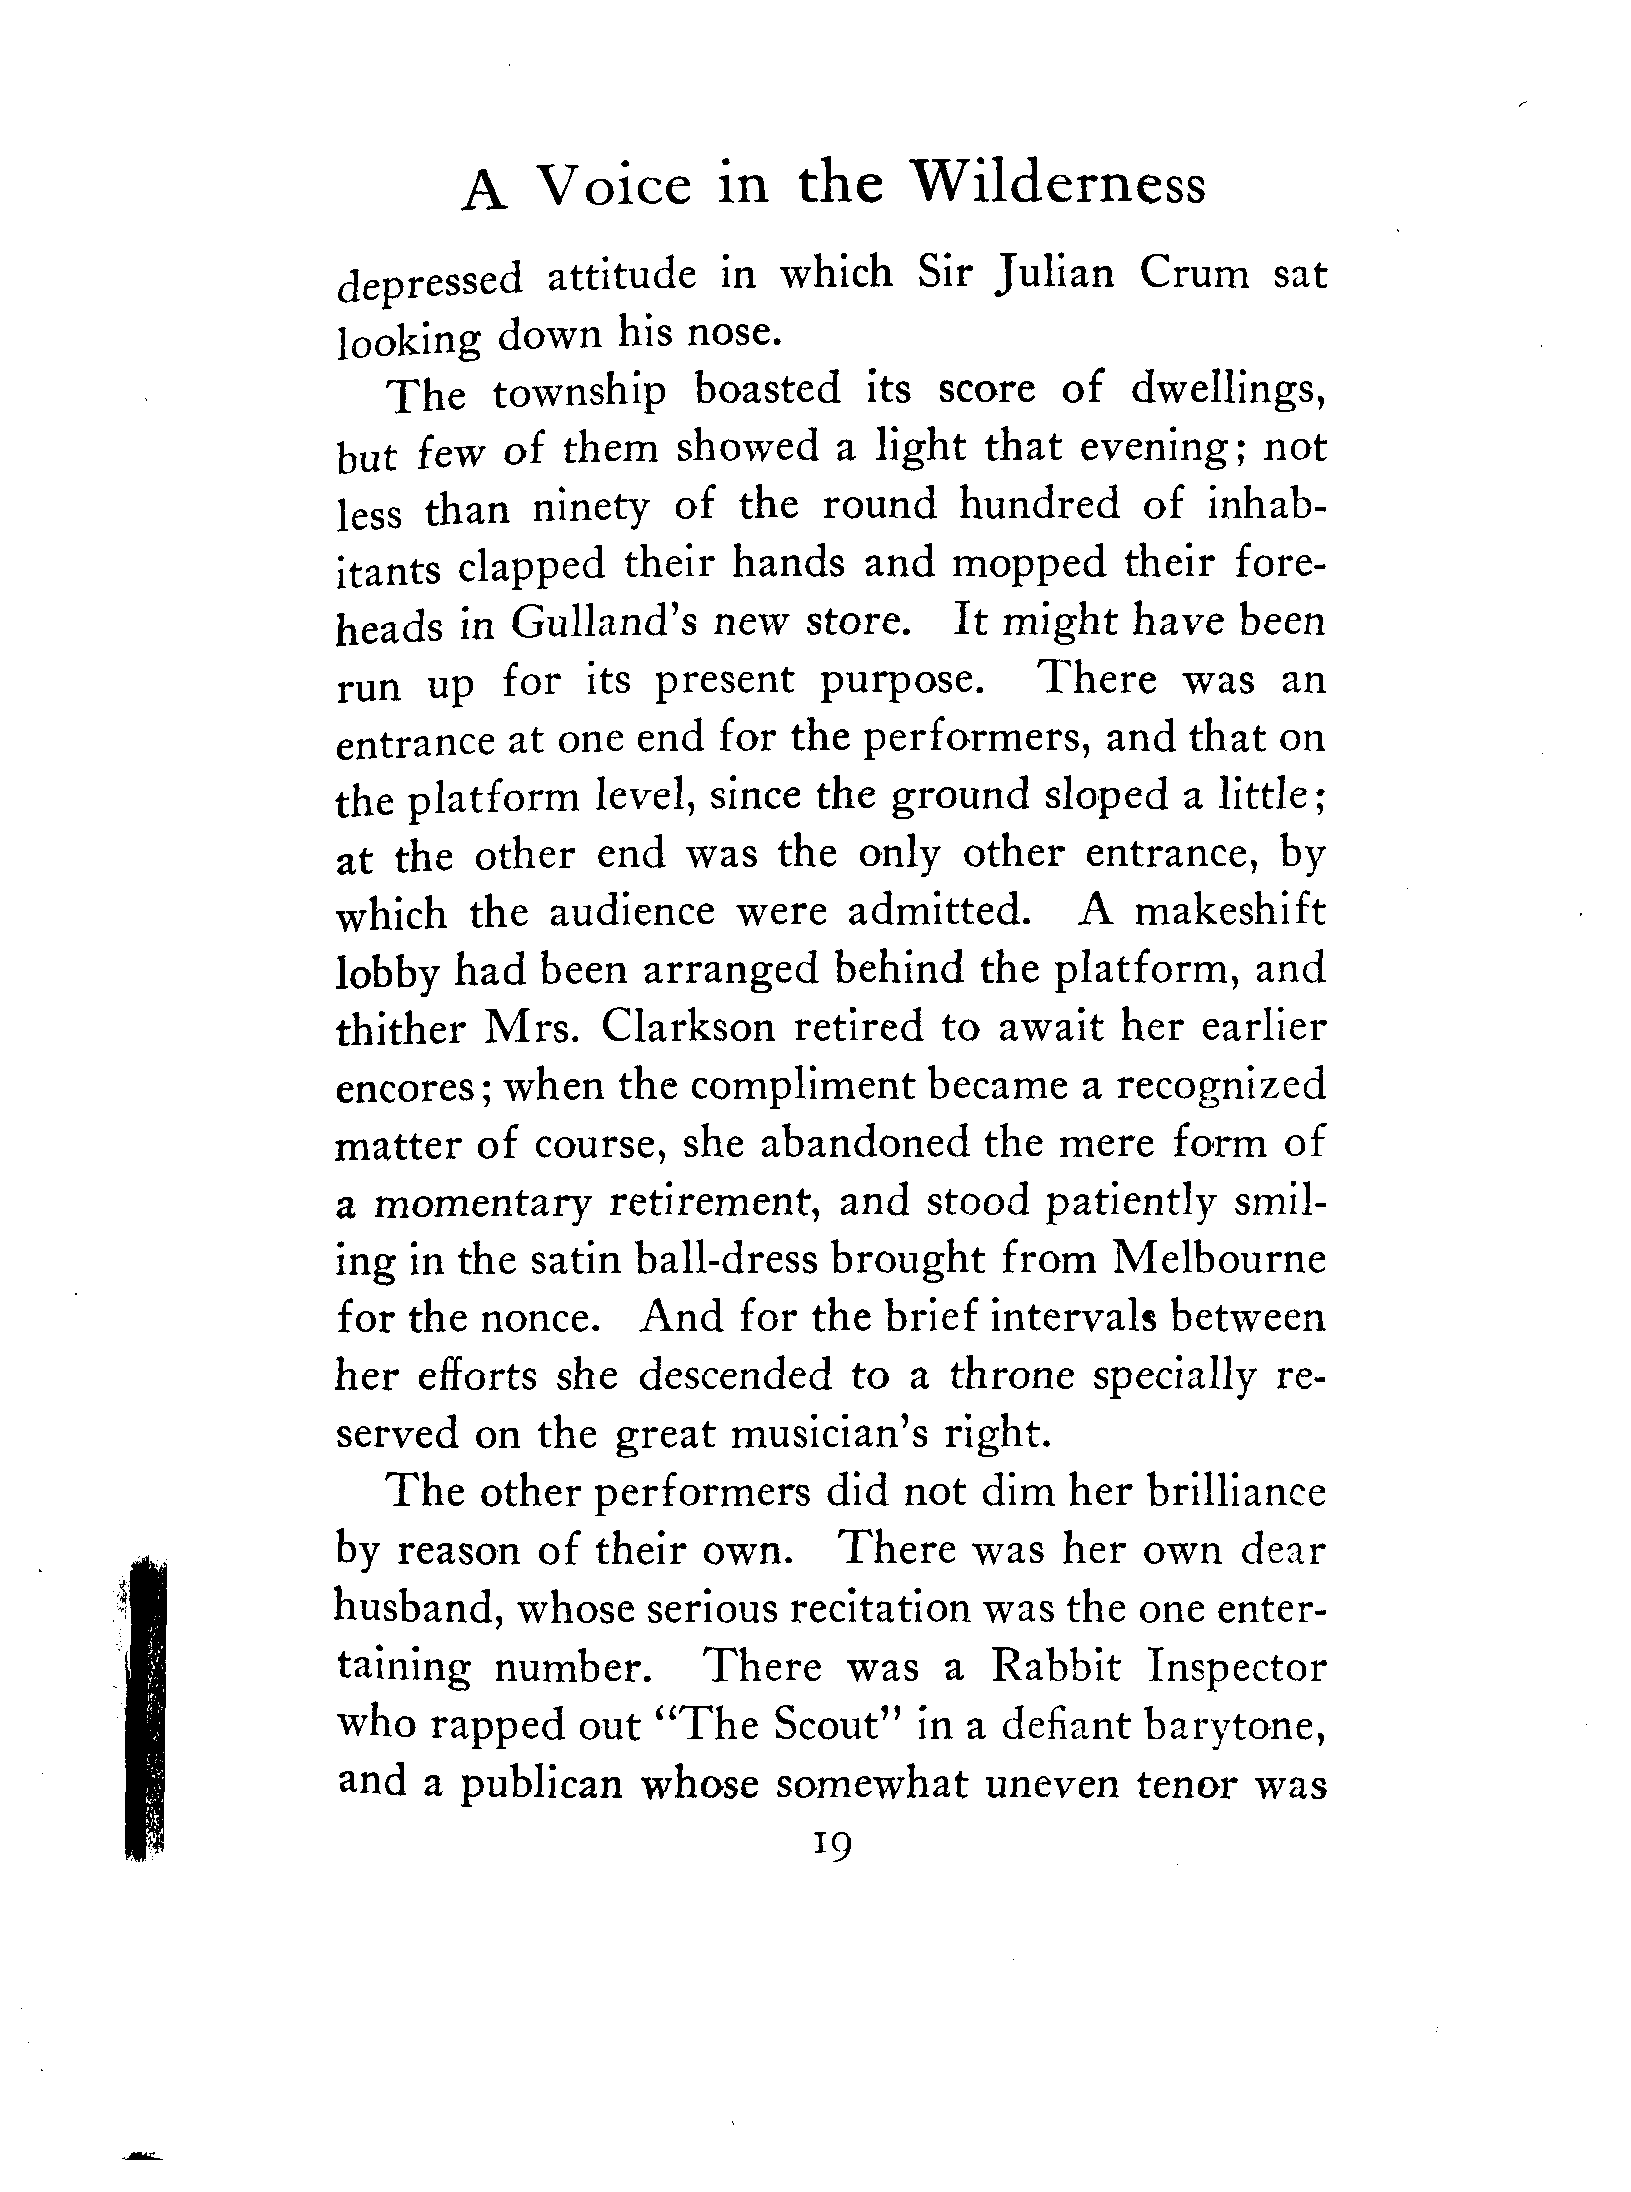 A Voice in the Wilderness
depressed attitude in which Sir Julian Crum sat
looking down his nose.
The township boasted its score of dwellings,
but few of them showed a light that evening; not
less than ninety of the round hundred of inhab-
itants clapped their hands and mopped their fore-
heads in Gulland's new store. It might have been
run up for its present purpose. There was an
entrance at one end for the performers, and that on
the platform level, since the ground sloped a little;
at the other end was the only other entrance, by
which the audience were admitted. A makeshift
lobby had been arranged behind the platform, and
thither Mrs. Clarkson retired to await her earlier
encores; when the compliment became a recognized
matter of course, she abandoned the mere form of
a momentary retirement, and stood patiently smil-
ing in the satin ball-dress brought from Melbourne
for the nonce. And for the brief intervals between
her efforts she descended to a throne specially re-
served on the great musician's right.
The other performers did not dim her brilliance
by reason of their own. There was her own dear
husband, whose serious recitation was the one enter-
taining number. There was a Rabbit Inspector
who rapped out "The Scout" in a defiant barytone,
and a publican whose somewhat uneven tenor was
19